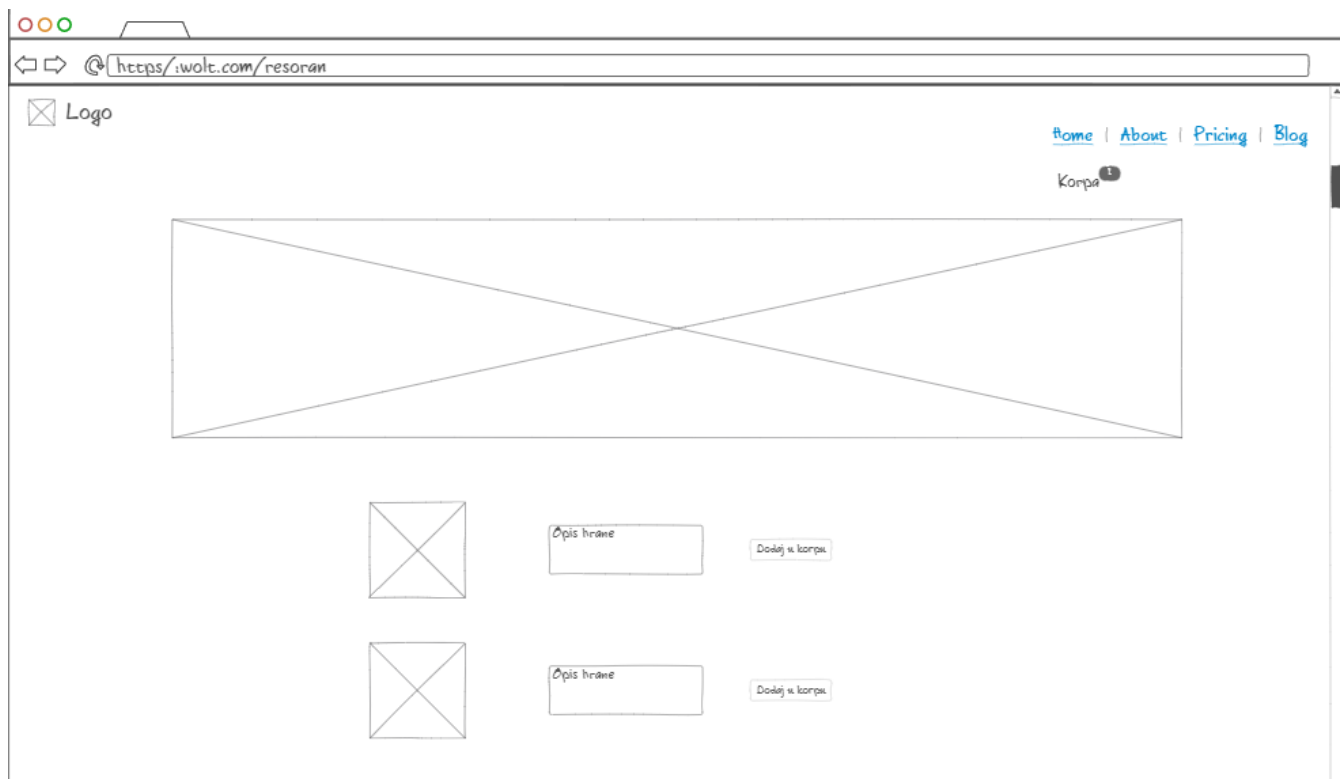 https/:wolt.com/resoran
Logo
Home | About | Pricing | Blog
Korpa 1
Opis hrane
Dodaj u korpu
Opis hrane
Dodaj u korpu